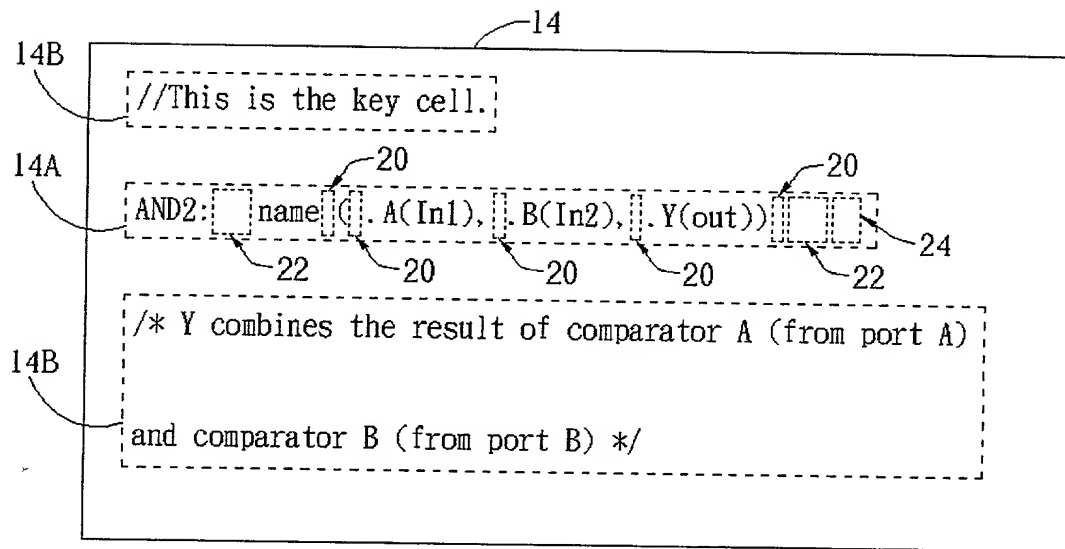 14
14B
//This is the key cell.
14A
20
20
AND2: name (.A(In1), .B(In2), .Y(out))
24
22
20
20
20
22
14B
/* Y combines the result of comparator A (from port A)
and comparator B (from port B) */